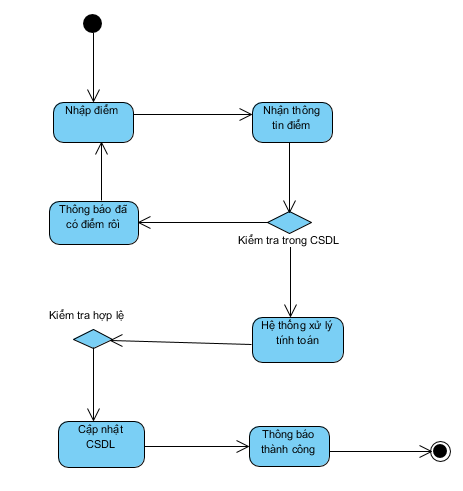 Nhập điểm
Nhận thông
tin điểm
Thông báo đã
có điểm rồi
Kiểm tra trong CSDL
Hệ thống xử lý
tính toán
Kiểm tra hợp lệ
Cập nhật
CSDL
Thông báo
thành công